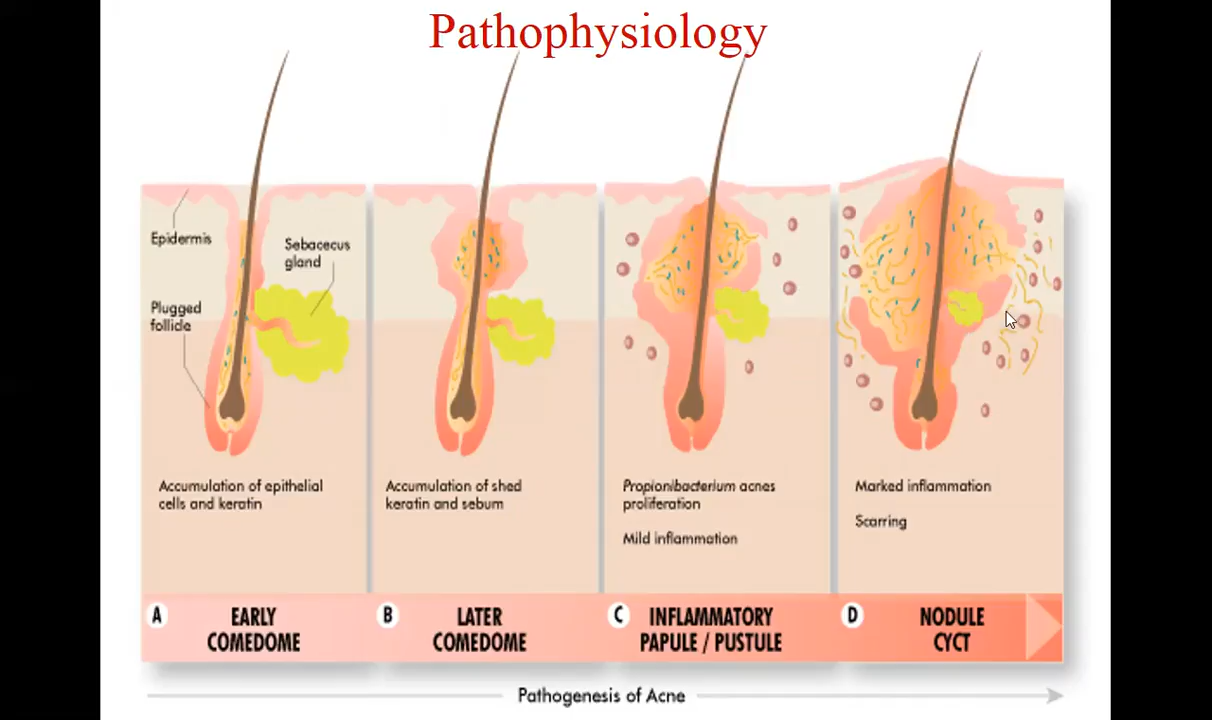 Pathophysiology
Epidermis
Sebacecus
gland
Plugged
follicle
Accumulation of epithelial
cells and keratin
Accumulation of shed
keratin and sebum
Propionibacterium acnes
proliferation
Mild inflammation
Marked inflammation
Scarring
A
EARLY
COMEDOME
B
LATER
COMEDOME
C
INFLAMMATORY
PAPULE / PUSTULE
D
NODULE
CYCT
Pathogenesis of Acne